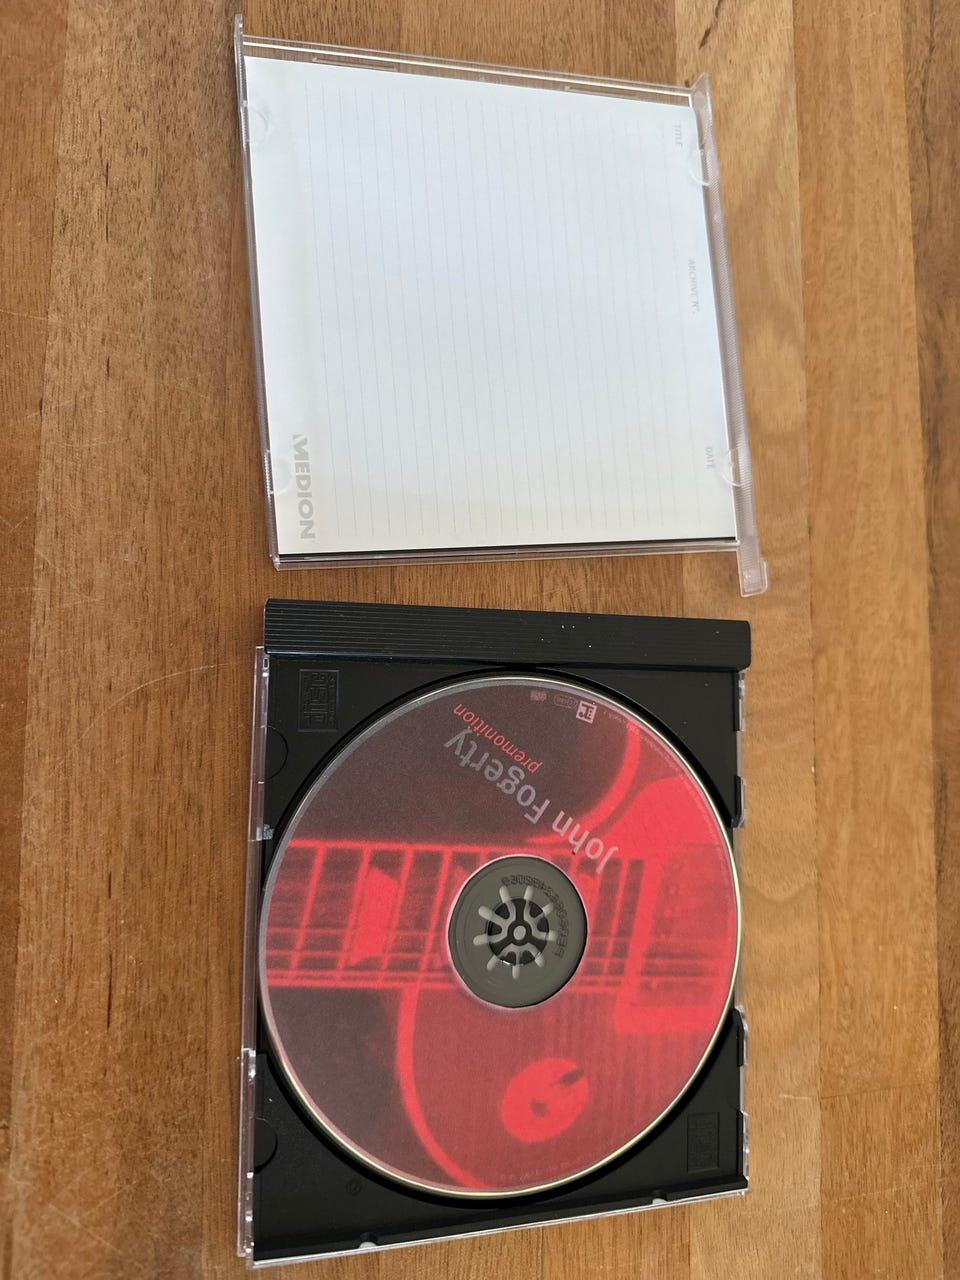 TITLE
ARCHIVE N°.
DATE
MEDION
John Fogerty
premonition